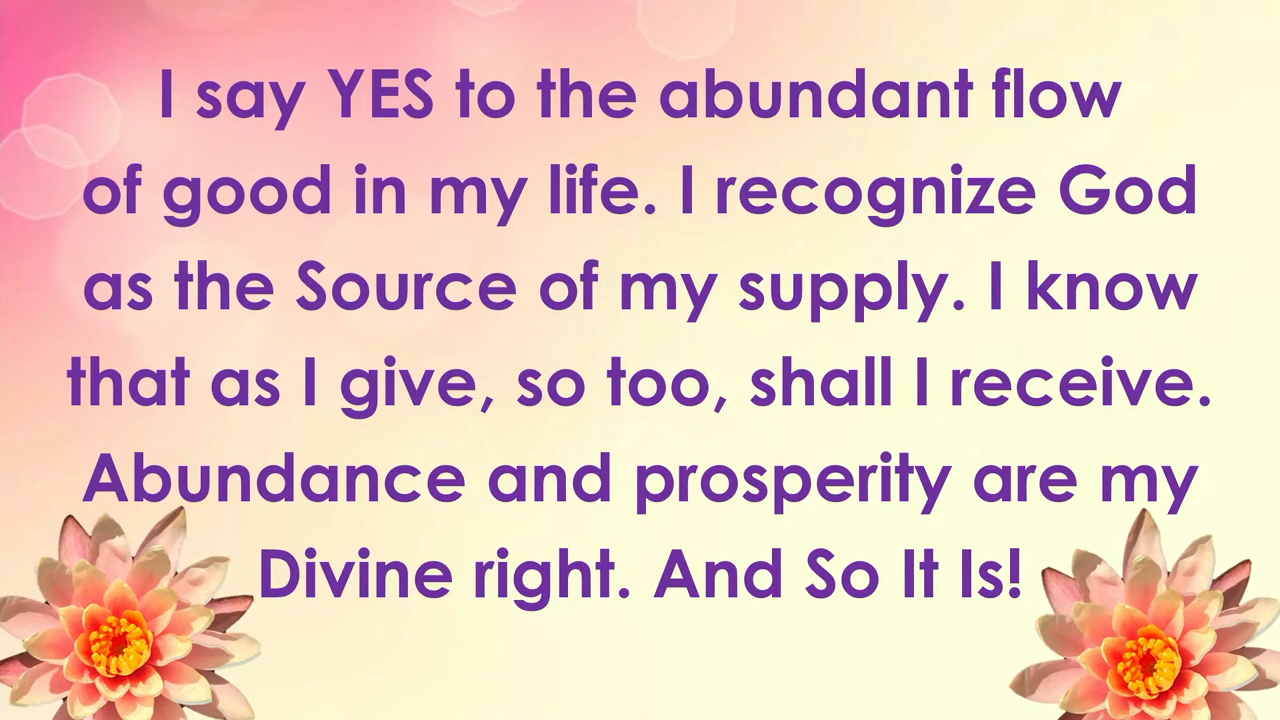 I say YES to the abundant flow
of good in my life. I recognize God
as the Source of my supply. I know
that as I give, so too, shall I receive.
Abundance and prosperity are my
Divine right. And So It Is!